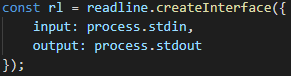 const rl = readline.createInterface({
    input: process.stdin,
    output: process.stdout
});